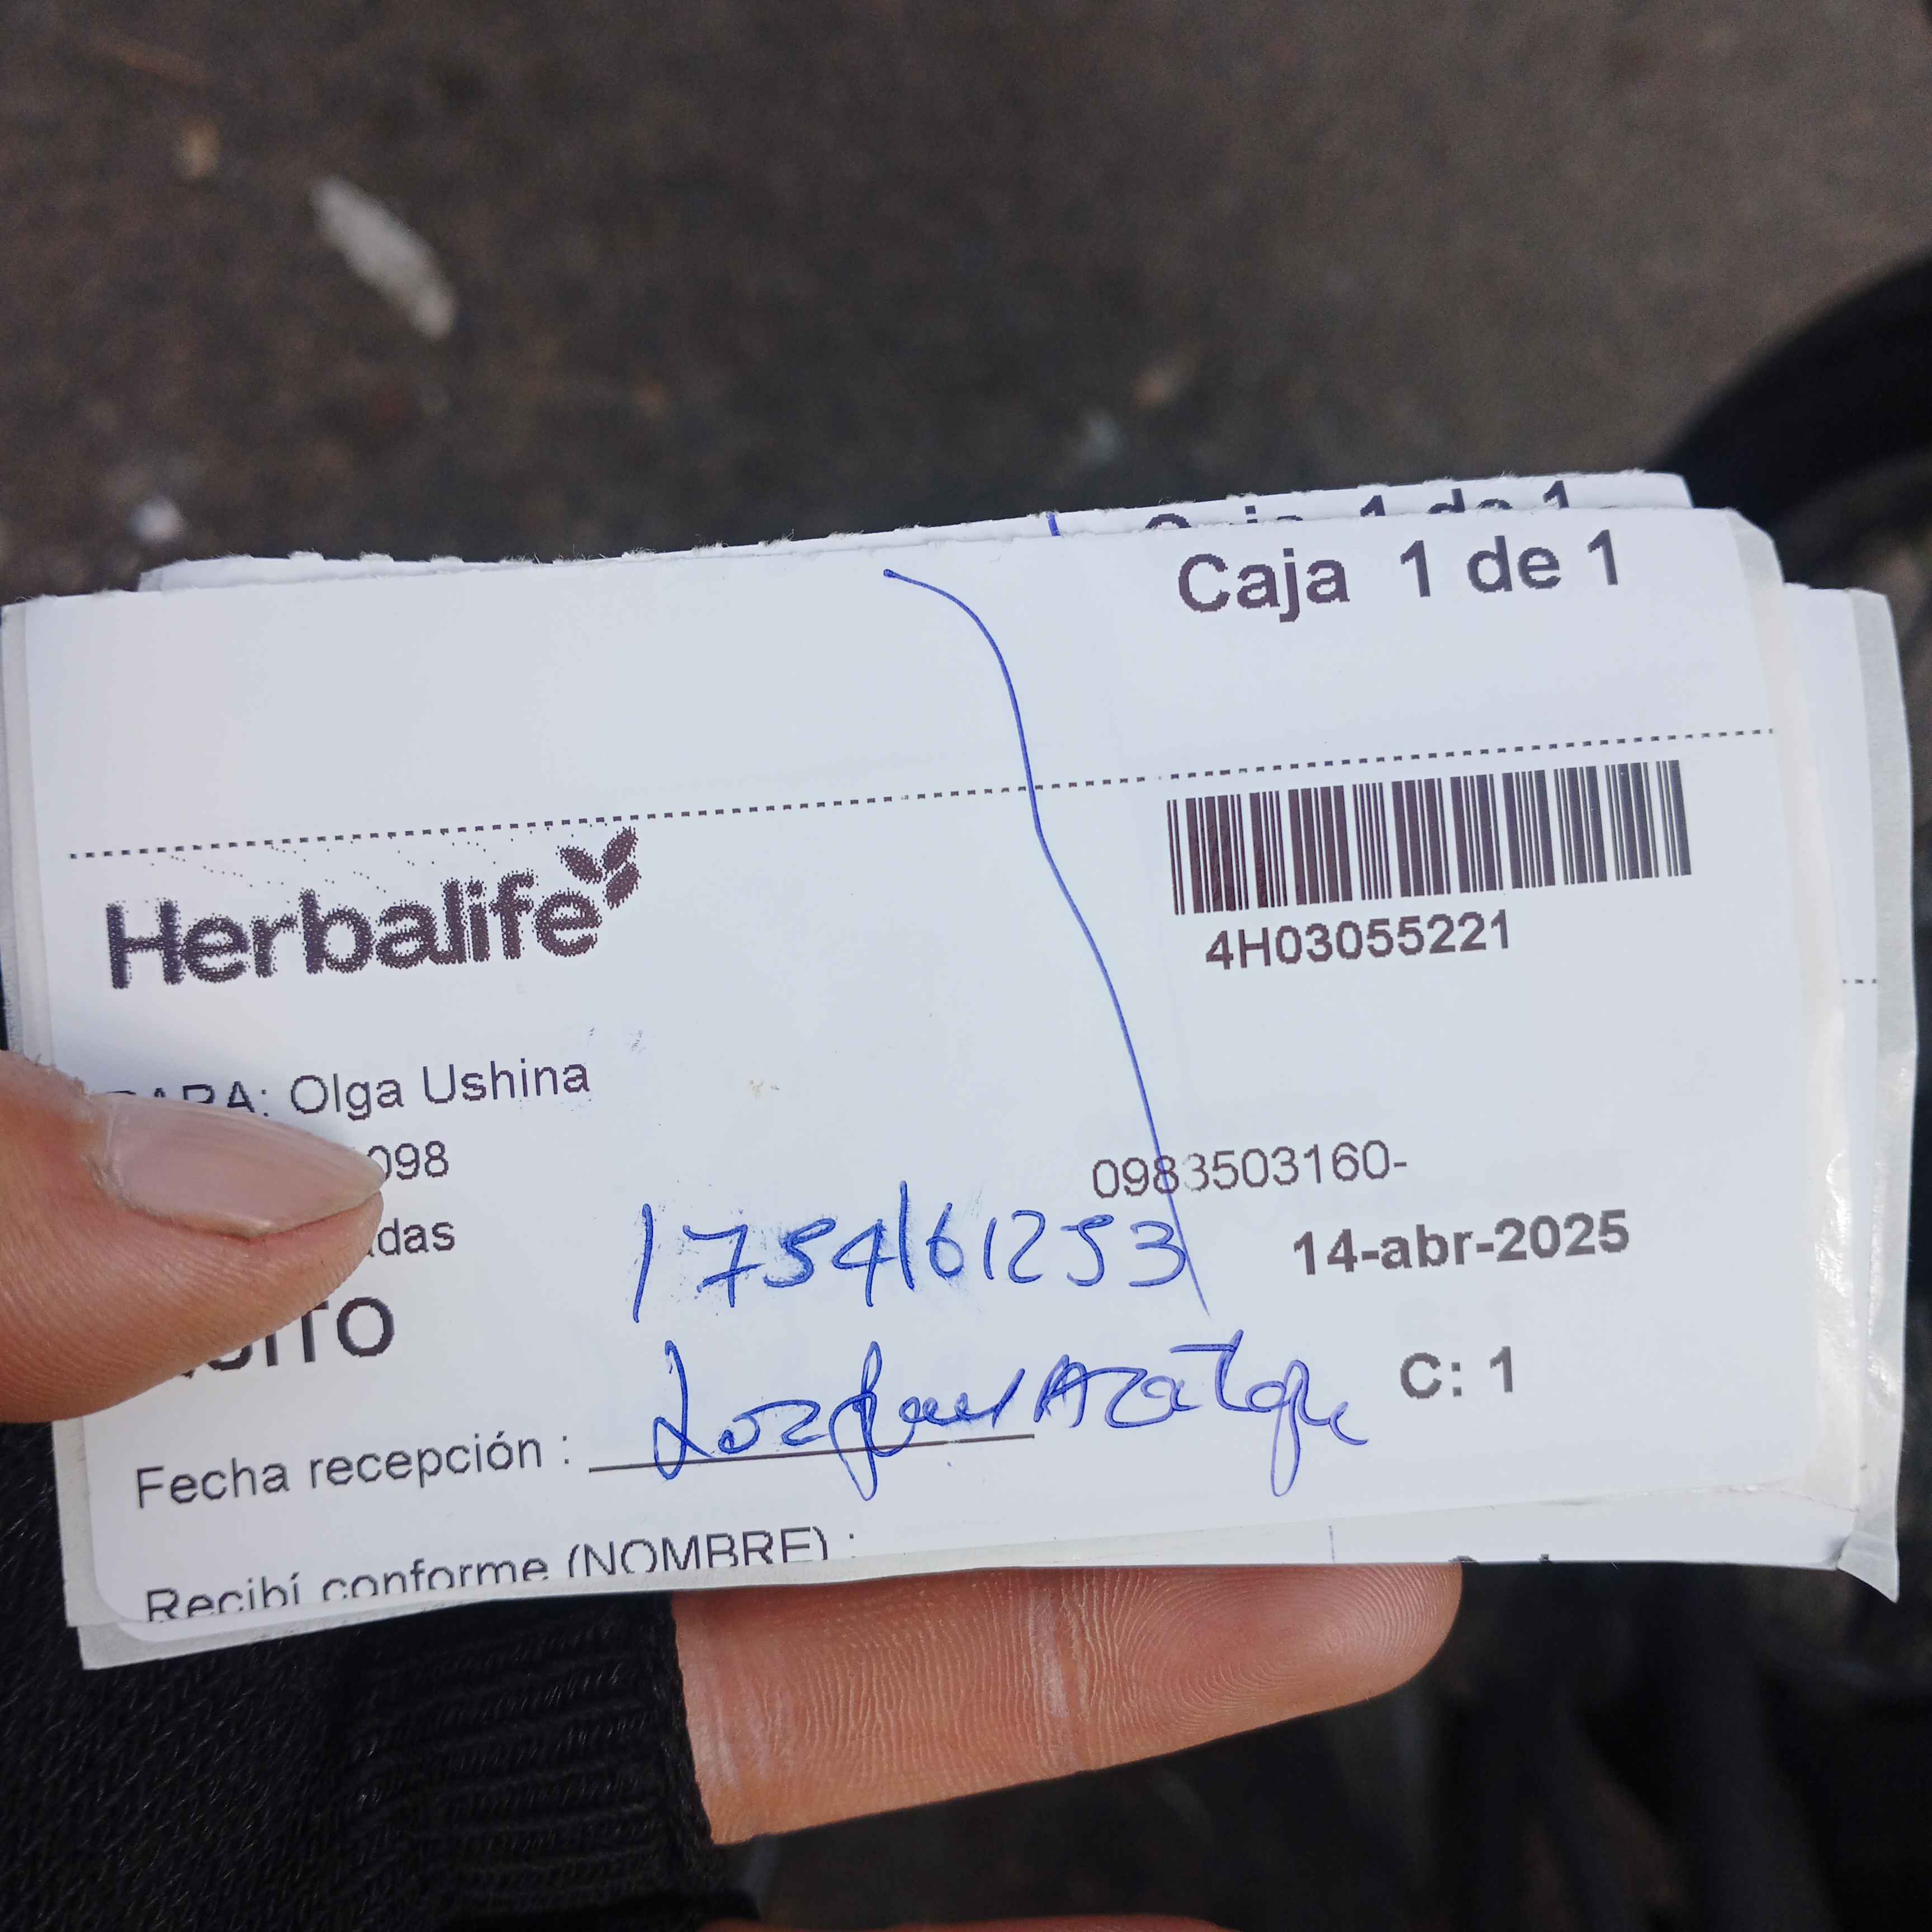 Caja 1 de 1
Herbalife
4H03055221
PARA: Olga Ushina
098
0983503160-
adas
1754161253
14-abr-2025
QUITO
C: 1
Fecha recepción :
Recibí conforme (NOMBRE) :